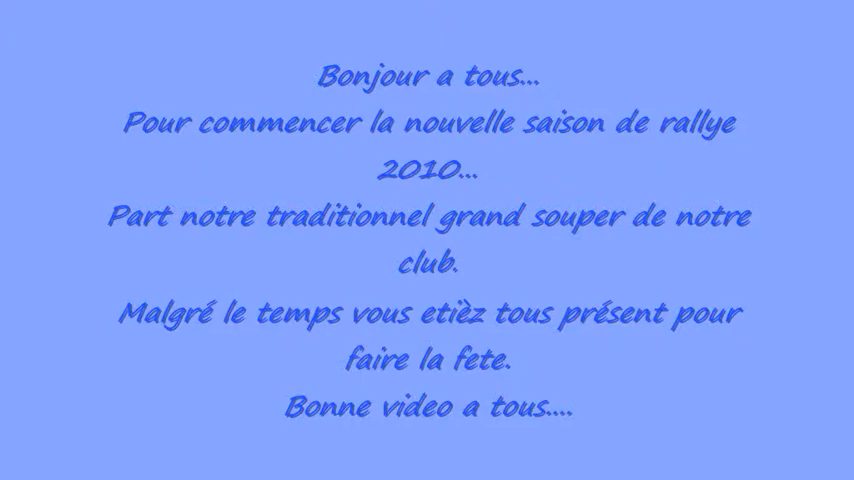 Bonjour a tous...
Pour commencer la nouvelle saison de rallye
2010...
Part notre traditionnel grand souper de notre
club.
Malgré le temps vous etièz tous présent pour
faire la fete.
Bonne video a tous....